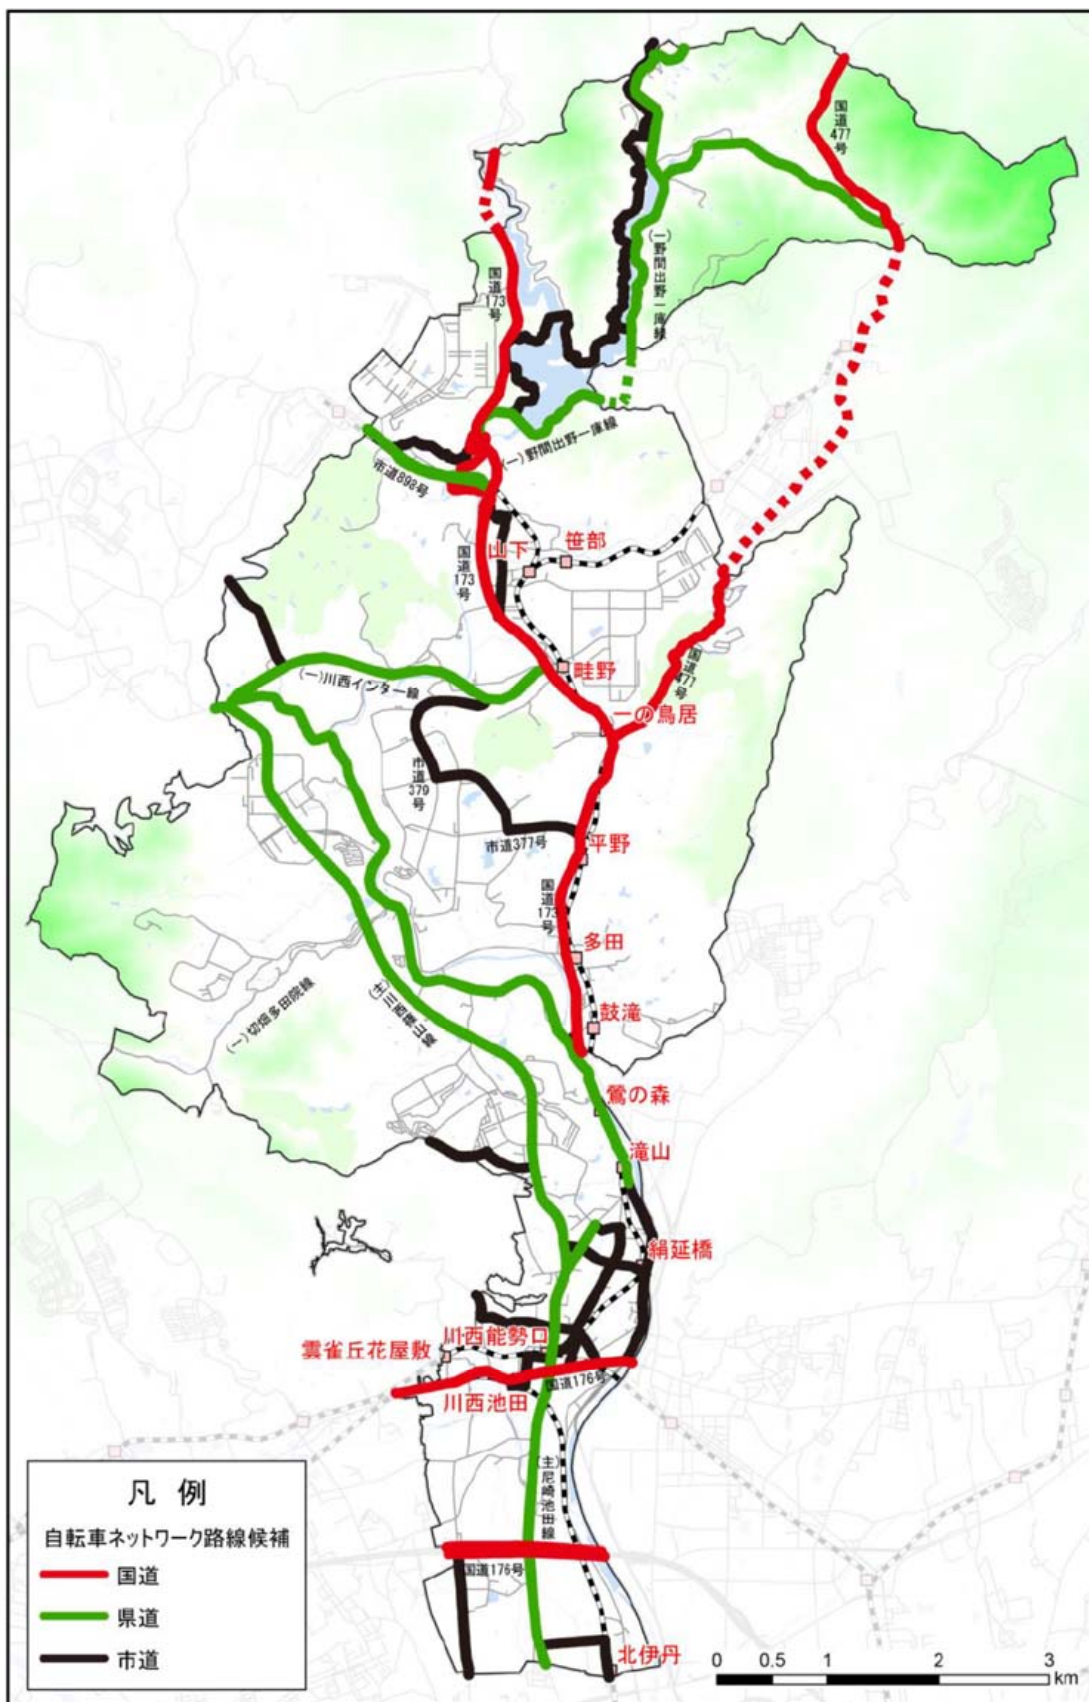 国道477号
国道173号
(一)野間出野一庫線
(一)野間出野一庫線
市道898号
山下
笹部
国道173号
畦野
国道477号
(一)川西インター線
一の鳥居
市道379号
市道377号
平野
国道173号
多田
(一)切畑多田院線
(主)川西篠山線
鼓滝
鶯の森
滝山
絹延橋
川西能勢口
雲雀丘花屋敷
国道176号
川西池田
(主)尼崎池田線
国道176号
北伊丹
凡 例
自転車ネットワーク路線候補
国道
県道
市道
0 0.5 1 2 3
km